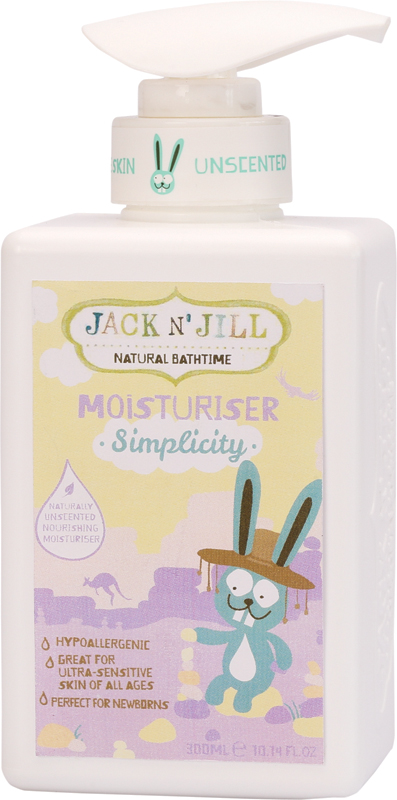 SKIN UNSCENTED
JACK N' JILL
NATURAL BATHTIME
MOISTURISER
· Simplicity ·
NATURALLY
UNSCENTED
NOURISHING
MOISTURISER
HYPOALLERGENIC
GREAT FOR
ULTRA-SENSITIVE
SKIN OF ALL AGES
PERFECT FOR NEWBORNS
300ML ℮ 10.14 FL OZ